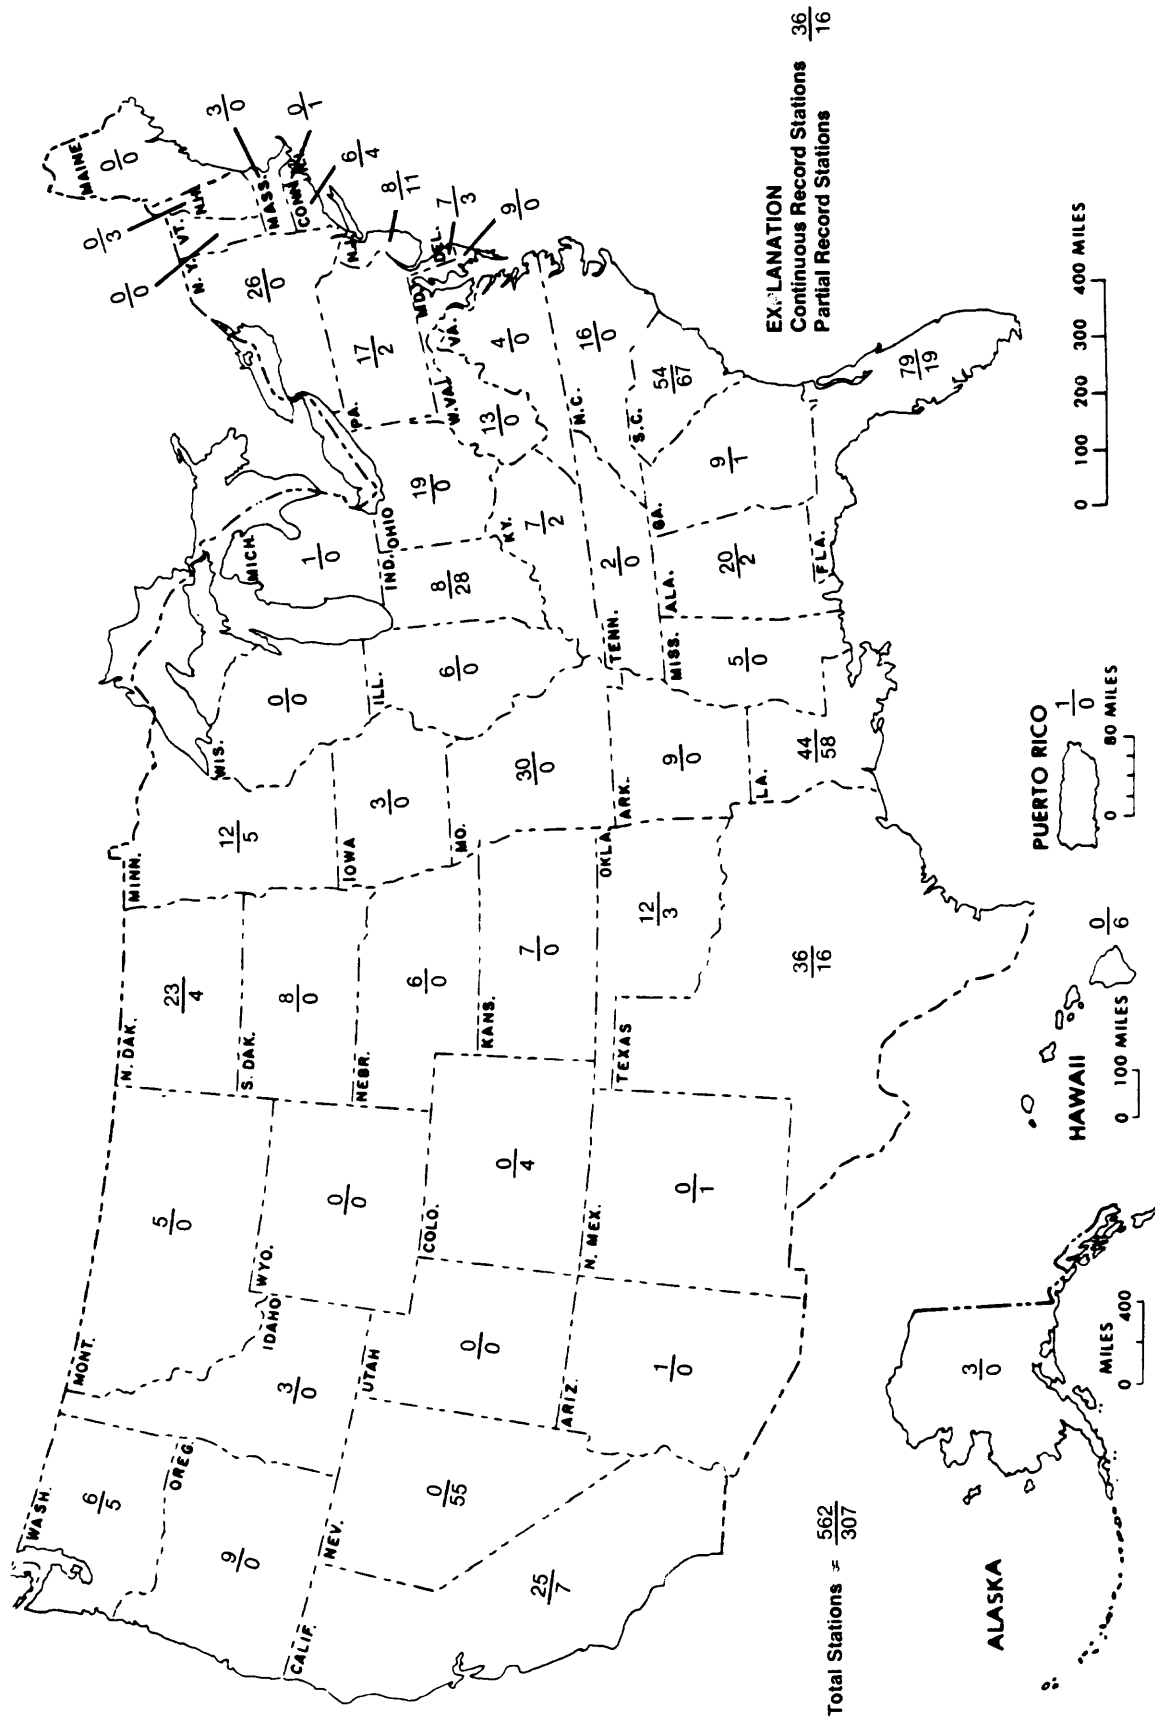 WASH.
6/5
OREG.
9/0
CALIF.
25/7
NEV.
0/55
IDAHO
3/0
MONT.
5/0
WYO.
0/0
UTAH
0/0
ARIZ.
1/0
COLO.
0/4
N. MEX.
0/1
N. DAK.
23/4
S. DAK.
8/0
NEBR.
6/0
KANS.
7/0
OKLA.
12/3
TEXAS
36/16
MINN.
12/5
IOWA
3/0
MO.
30/0
ARK.
9/0
LA.
44/58
WIS.
0/0
ILL.
6/0
MICH.
1/0
IND.
8/28
OHIO
19/0
KY.
7/2
TENN.
2/0
MISS.
5/0
ALA.
20/2
GA.
9/1
FLA.
79/19
S.C.
54/67
N.C.
16/0
VA.
4/0
W.VA.
13/0
PA.
17/2
N.Y.
26/0
VT.
0/0
N.H.
0/3
MAINE
0/0
MASS.
3/0
0/1
CONN.
6/4
N.J.
8/11
DEL.
7/3
MD.
9/0
EXPLANATION
Continuous Record Stations 36
Partial Record Stations 16
0 100 200 300 400 MILES
Total Stations = 562/307
ALASKA
3/0
0 400
MILES
HAWAII
0/6
0 100 MILES
PUERTO RICO
1/0
0 80 MILES